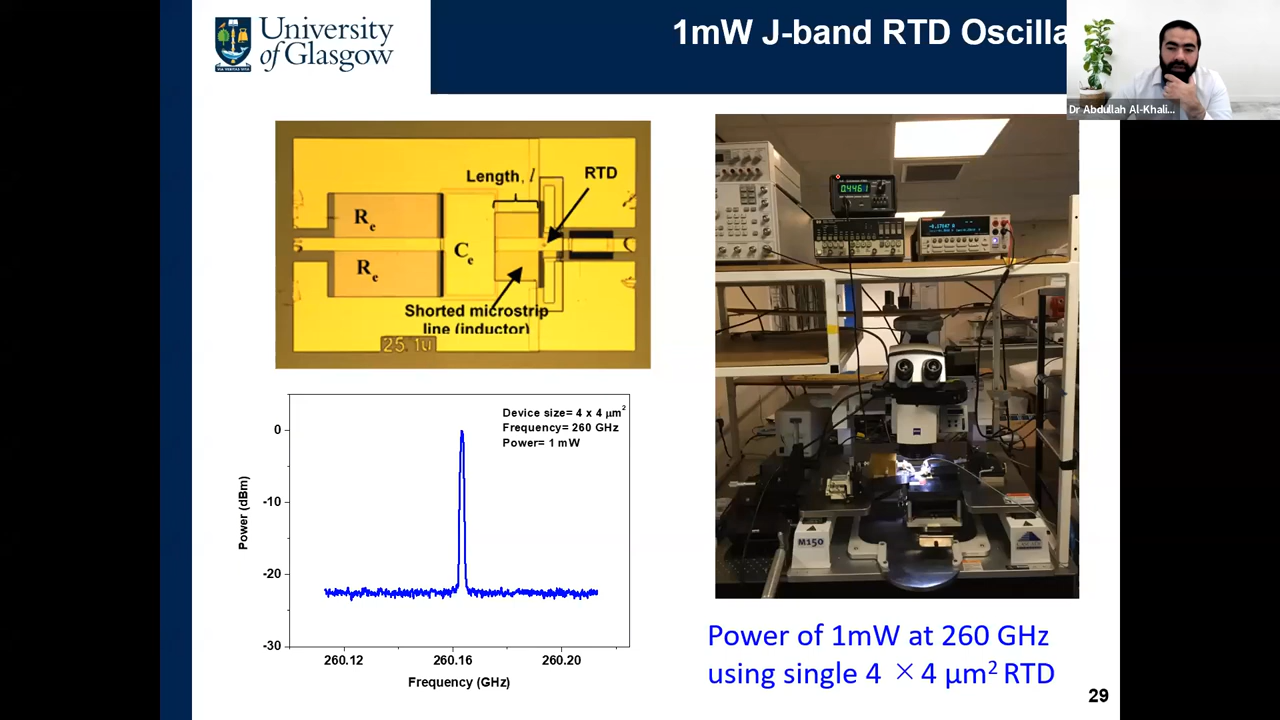 University
of Glasgow
1mW J-band RTD Oscilla
Dr Abdullah Al-Khali...
Length, l
RTD
Re
Ce
Re
Shorted microstrip
line (inductor)
25.1u
Device size= 4 x 4 μm²
Frequency= 260 GHz
Power= 1 mW
Power (dBm)
0
-10
-20
-30
260.12
260.16
260.20
Frequency (GHz)
0.4461
M150
Power of 1mW at 260 GHz
using single 4 × 4 μm² RTD
29